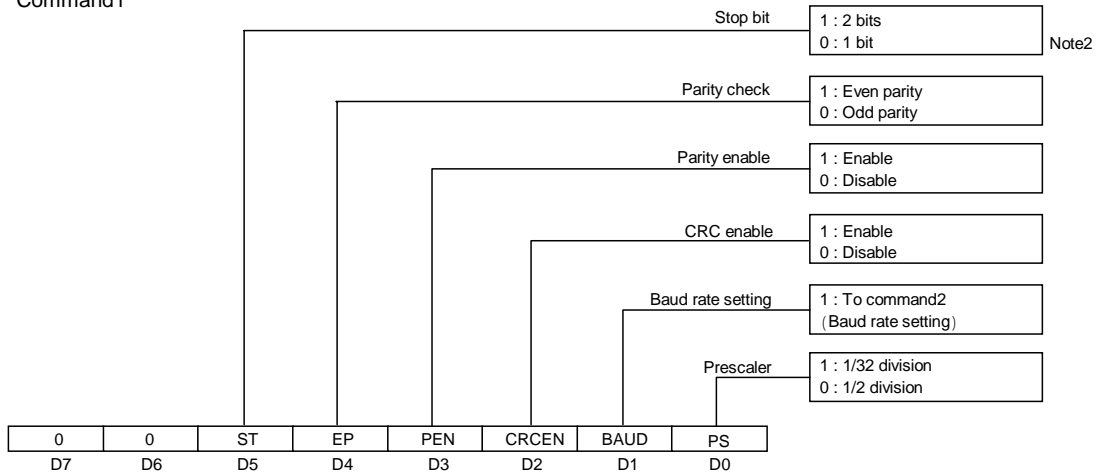 Command1
Stop bit
1 : 2 bits
0 : 1 bit
Note2
Parity check
1 : Even parity
0 : Odd parity
Parity enable
1 : Enable
0 : Disable
CRC enable
1 : Enable
0 : Disable
Baud rate setting
1 : To command2
(Baud rate setting)
Prescaler
1 : 1/32 division
0 : 1/2 division
0 0 ST EP PEN CRCEN BAUD PS
D7 D6 D5 D4 D3 D2 D1 D0